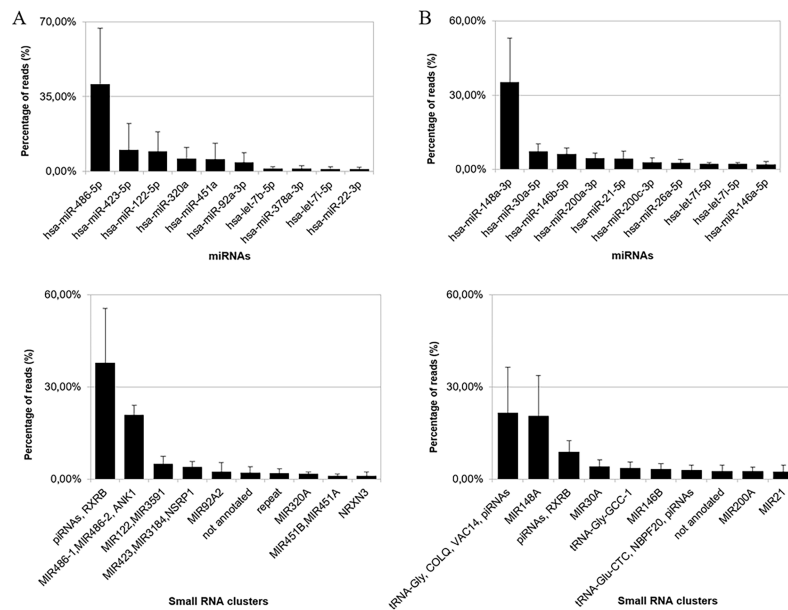 A
70,00%
35,00%
0,00%
Percentage of reads (%)
hsa-miR-486-5p
hsa-miR-423-5p
hsa-miR-122-5p
hsa-miR-320a
hsa-miR-451a
hsa-miR-92a-3p
hsa-let-7b-5p
hsa-miR-378a-3p
hsa-let-7i-5p
hsa-miR-22-3p
miRNAs
B
60,00%
30,00%
0,00%
Percentage of reads (%)
hsa-miR-148a-3p
hsa-miR-30a-5p
hsa-miR-146b-5p
hsa-miR-200a-3p
hsa-miR-21-5p
hsa-miR-200c-3p
hsa-miR-26a-5p
hsa-let-7f-5p
hsa-let-7i-5p
hsa-miR-146a-5p
miRNAs
60,00%
30,00%
0,00%
Percentage of reads (%)
piRNAs, RXRB
MIR486-1,MIR486-2, ANK1
MIR122,MIR3591
MIR423,MIR3184,NSRP1
MIR92A2
not annotated
repeat
MIR320A
MIR451B,MIR451A
NRXN3
Small RNA clusters
60,00%
30,00%
0,00%
Percentage of reads (%)
tRNA-Gly, COLQ, VAC14, piRNAs
MIR148A
piRNAs, RXRB
MIR30A
tRNA-Gly-GCC-1
MIR146B
tRNA-Glu-CTC, NBPF20, piRNAs
not annotated
MIR200A
MIR21
Small RNA clusters